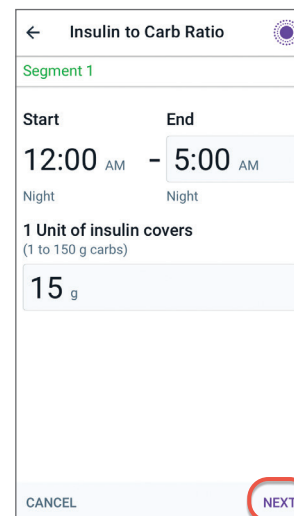 Insulin to Carb Ratio
Segment 1
Start End
12:00 AM - 5:00 AM
Night Night
1 Unit of insulin covers
(1 to 150 g carbs)
15 g
CANCEL NEXT